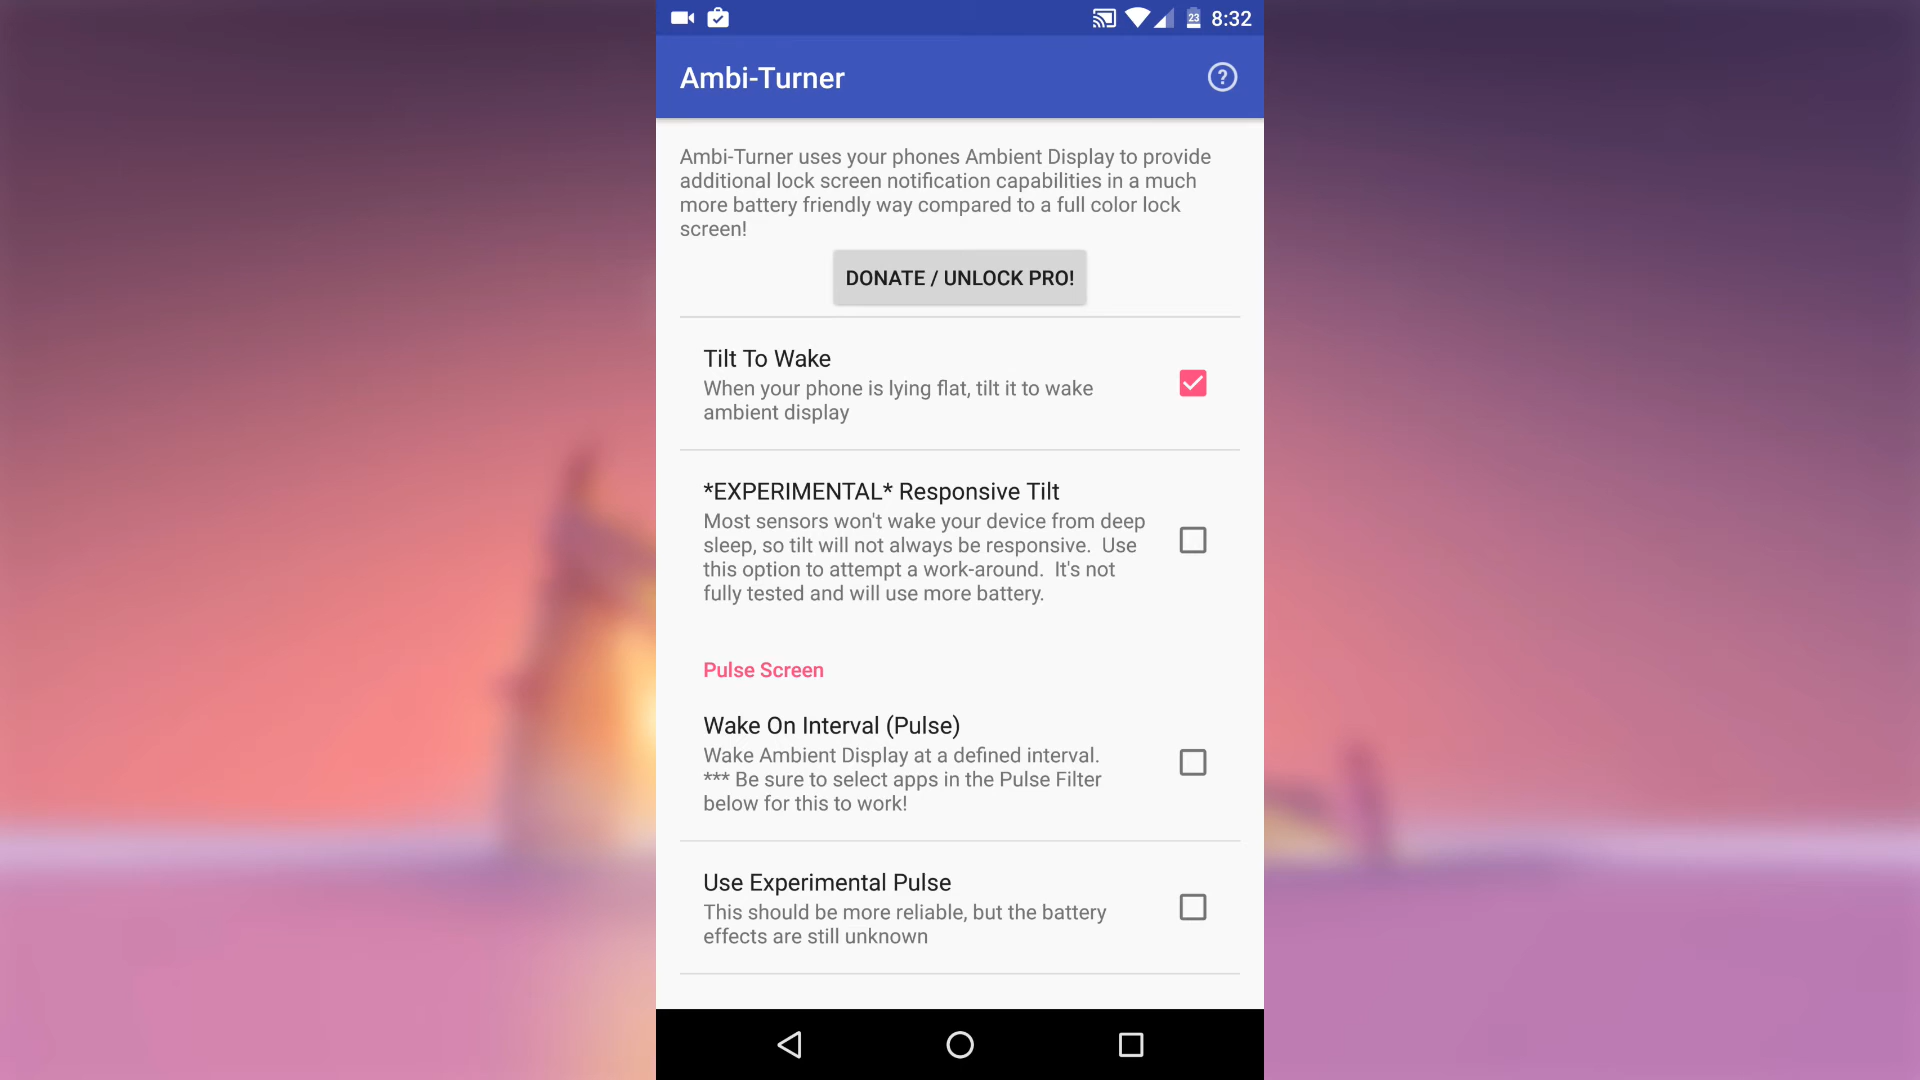 23 8:32
Ambi-Turner
Ambi-Turner uses your phones Ambient Display to provide
additional lock screen notification capabilities in a much
more battery friendly way compared to a full color lock
screen!
DONATE / UNLOCK PRO!
Tilt To Wake
When your phone is lying flat, tilt it to wake
ambient display
*EXPERIMENTAL* Responsive Tilt
Most sensors won't wake your device from deep
sleep, so tilt will not always be responsive.  Use
this option to attempt a work-around.  It's not
fully tested and will use more battery.
Pulse Screen
Wake On Interval (Pulse)
Wake Ambient Display at a defined interval.
*** Be sure to select apps in the Pulse Filter
below for this to work!
Use Experimental Pulse
This should be more reliable, but the battery
effects are still unknown